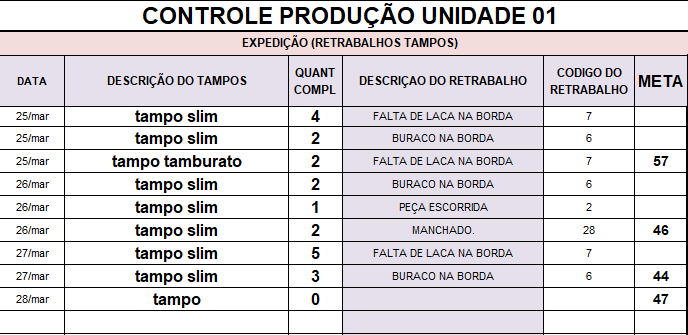 CONTROLE PRODUÇÃO UNIDADE 01
EXPEDIÇÃO (RETRABALHOS TAMPOS)
DATA DESCRIÇÃO DO TAMPOS QUANT COMPL DESCRIÇAO DO RETRABALHO CODIGO DO RETRABALHO META
25/mar tampo slim 4 FALTA DE LACA NA BORDA 7
25/mar tampo slim 2 BURACO NA BORDA 6
25/mar tampo tamburato 2 FALTA DE LACA NA BORDA 7 57
26/mar tampo slim 2 BURACO NA BORDA 6
26/mar tampo slim 1 PEÇA ESCORRIDA 2
26/mar tampo slim 2 MANCHADO. 28 46
27/mar tampo slim 5 FALTA DE LACA NA BORDA 7
27/mar tampo slim 3 BURACO NA BORDA 6 44
28/mar tampo 0 47